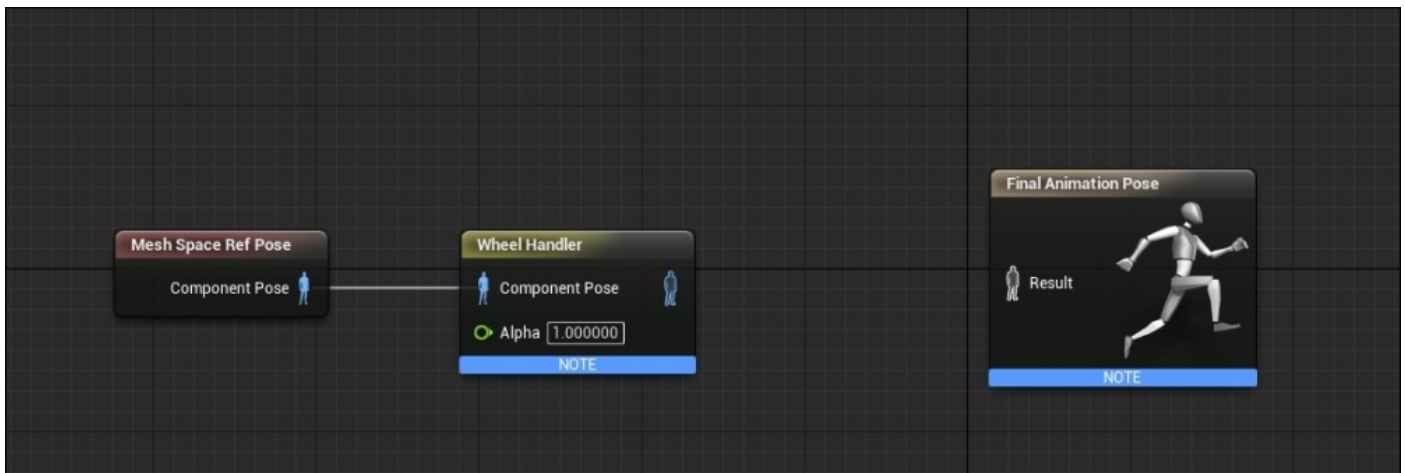 Mesh Space Ref Pose
Component Pose
Wheel Handler
Component Pose
Alpha 1.000000
NOTE
Final Animation Pose
Result
NOTE